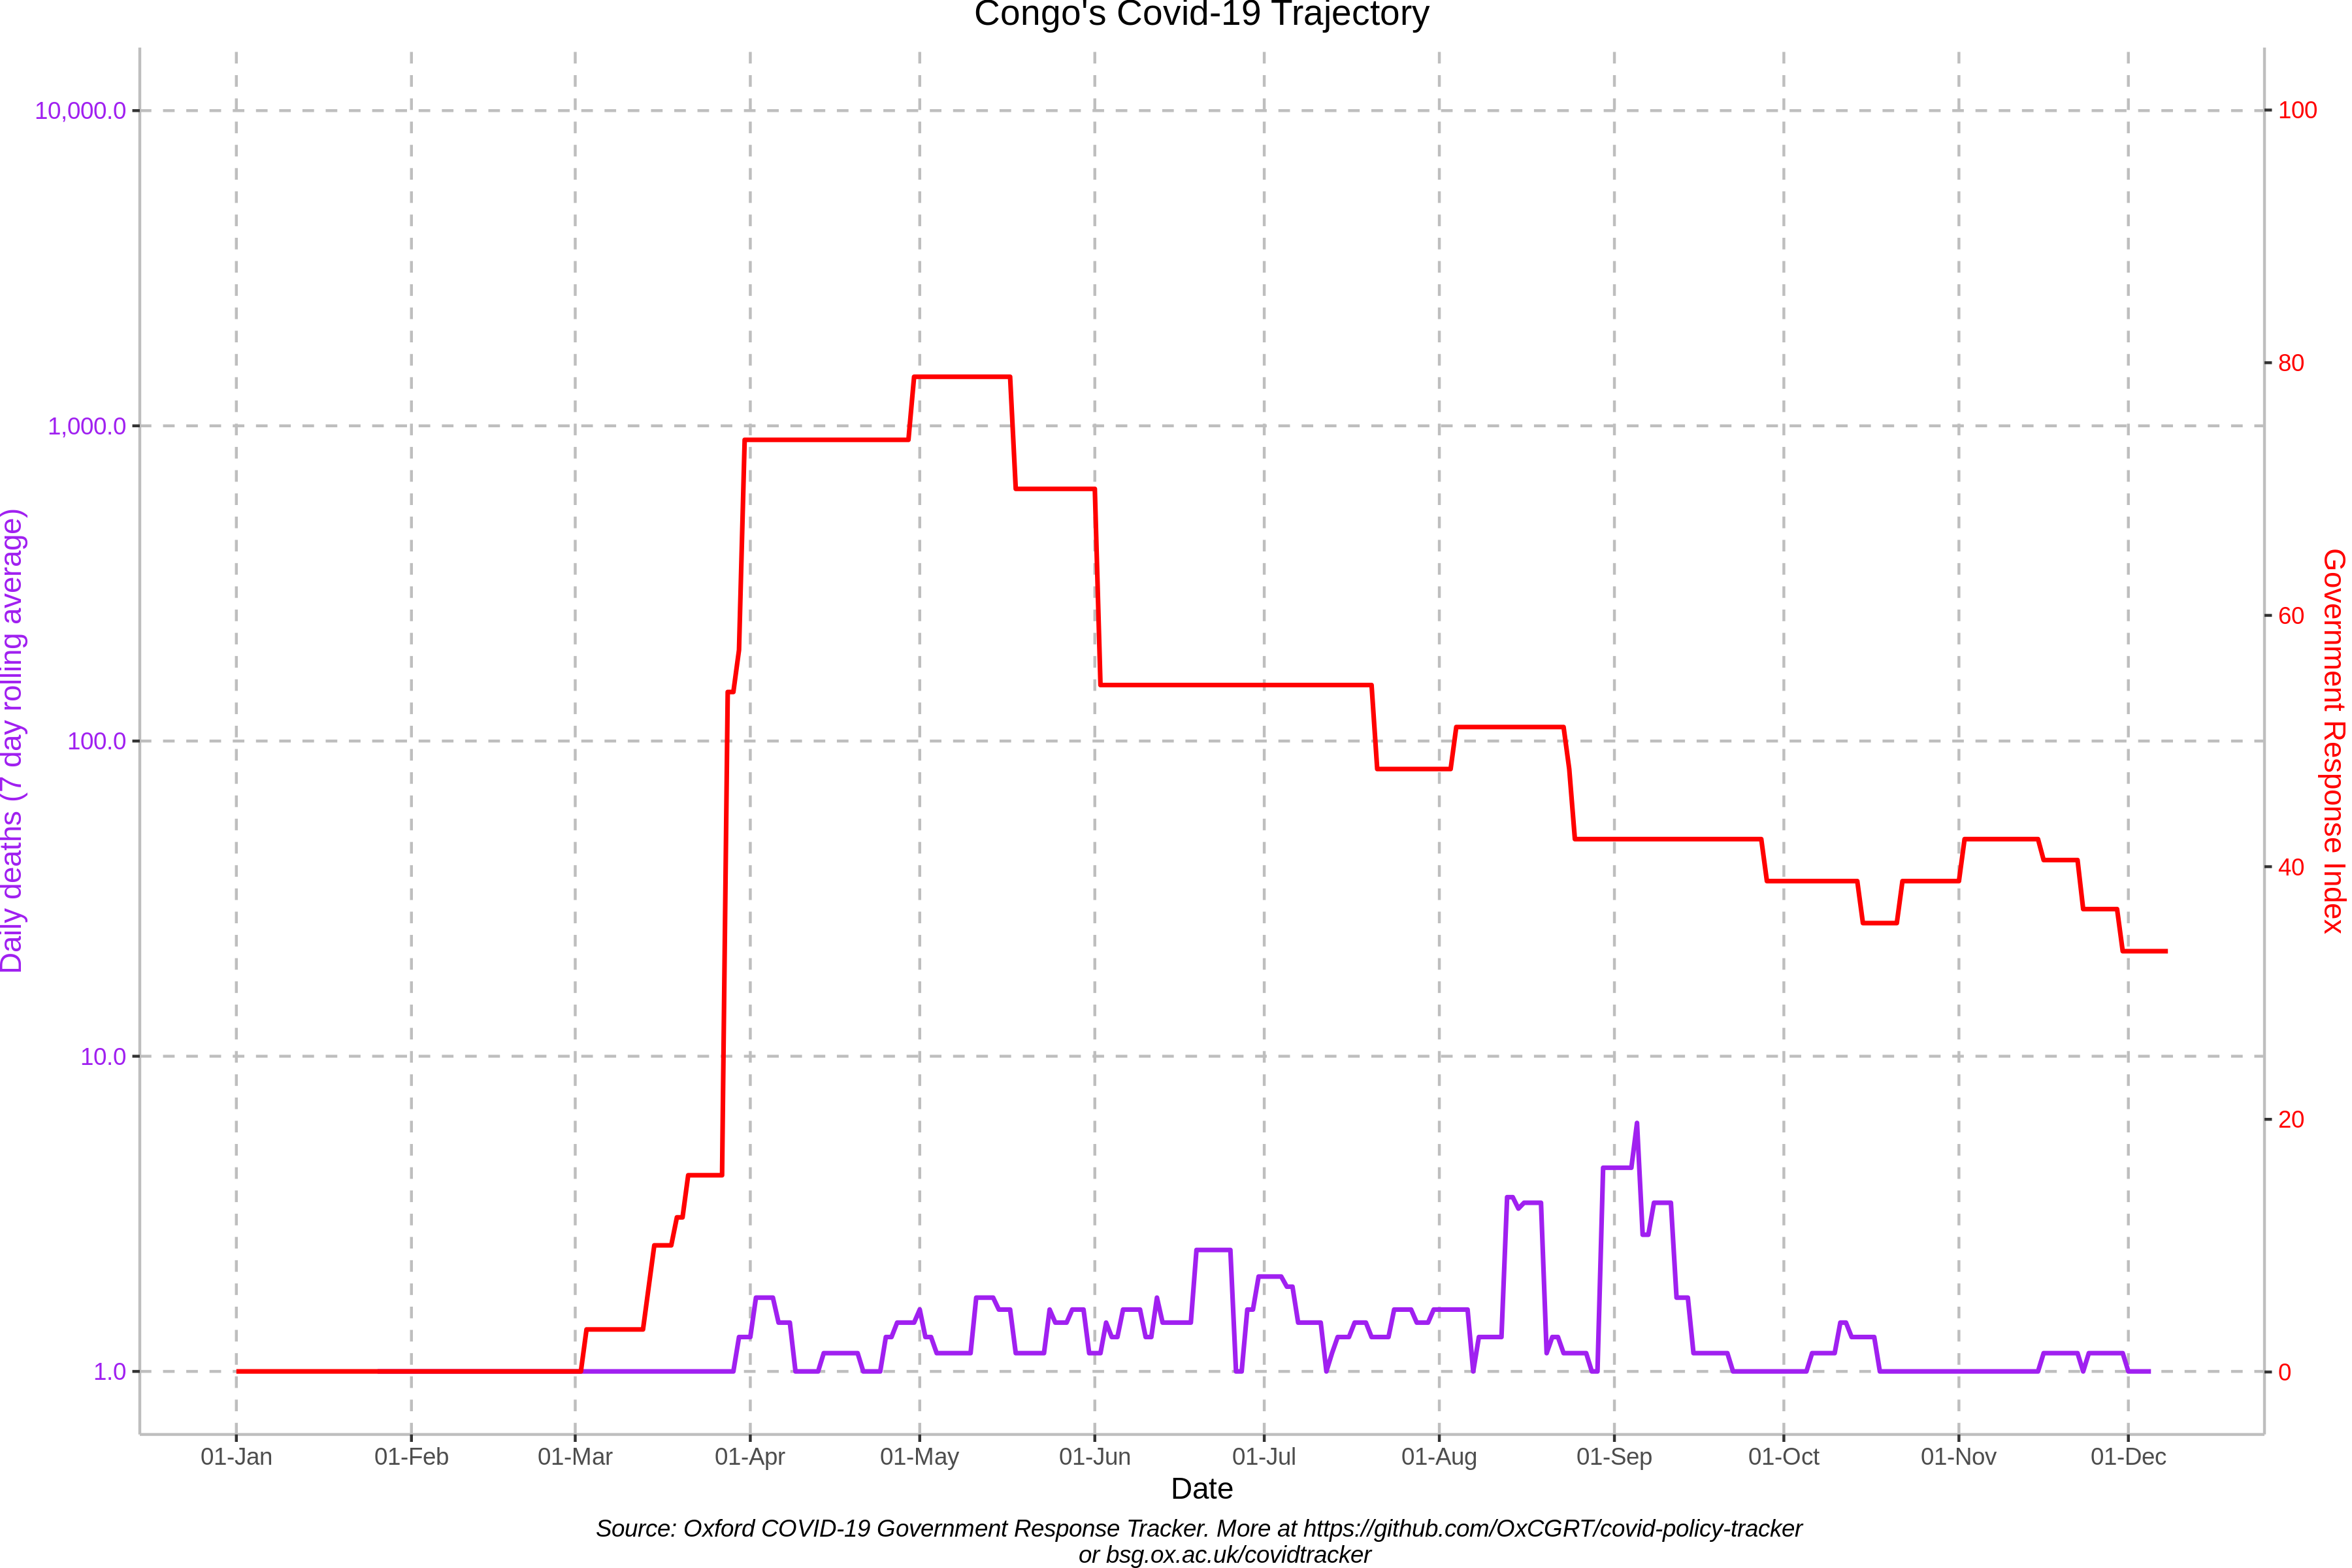 Congo's Covid-19 Trajectory
10,000.0
1,000.0
100.0
10.0
1.0
Daily deaths (7 day rolling average)
100
80
60
40
20
0
Government Response Index
01-Jan 01-Feb 01-Mar 01-Apr 01-May 01-Jun 01-Jul 01-Aug 01-Sep 01-Oct 01-Nov 01-Dec
Date
Source: Oxford COVID-19 Government Response Tracker. More at https://github.com/OxCGRT/covid-policy-tracker
or bsg.ox.ac.uk/covidtracker